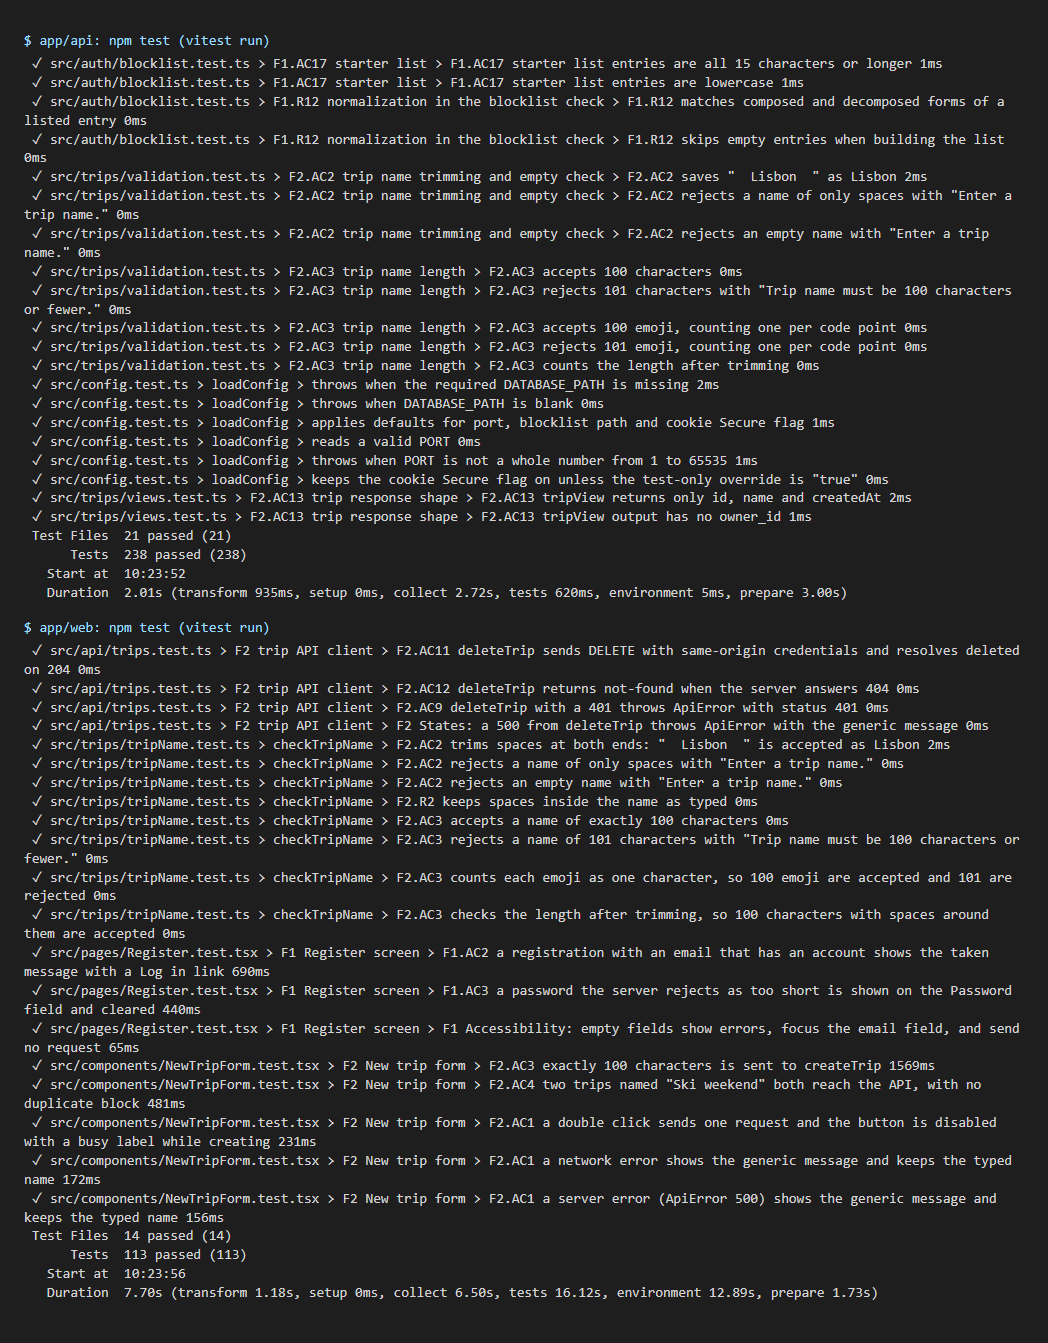 $ app/api: npm test (vitest run)
✓ src/auth/blocklist.test.ts > F1.AC17 starter list > F1.AC17 starter list entries are all 15 characters or longer 1ms
✓ src/auth/blocklist.test.ts > F1.AC17 starter list > F1.AC17 starter list entries are lowercase 1ms
✓ src/auth/blocklist.test.ts > F1.R12 normalization in the blocklist check > F1.R12 matches composed and decomposed forms of a
listed entry 0ms
✓ src/auth/blocklist.test.ts > F1.R12 normalization in the blocklist check > F1.R12 skips empty entries when building the list
0ms
✓ src/trips/validation.test.ts > F2.AC2 trip name trimming and empty check > F2.AC2 saves "  Lisbon  " as Lisbon 2ms
✓ src/trips/validation.test.ts > F2.AC2 trip name trimming and empty check > F2.AC2 rejects a name of only spaces with "Enter a
trip name." 0ms
✓ src/trips/validation.test.ts > F2.AC2 trip name trimming and empty check > F2.AC2 rejects an empty name with "Enter a trip
name." 0ms
✓ src/trips/validation.test.ts > F2.AC3 trip name length > F2.AC3 accepts 100 characters 0ms
✓ src/trips/validation.test.ts > F2.AC3 trip name length > F2.AC3 rejects 101 characters with "Trip name must be 100 characters
or fewer." 0ms
✓ src/trips/validation.test.ts > F2.AC3 trip name length > F2.AC3 accepts 100 emoji, counting one per code point 0ms
✓ src/trips/validation.test.ts > F2.AC3 trip name length > F2.AC3 rejects 101 emoji, counting one per code point 0ms
✓ src/trips/validation.test.ts > F2.AC3 trip name length > F2.AC3 counts the length after trimming 0ms
✓ src/config.test.ts > loadConfig > throws when the required DATABASE_PATH is missing 2ms
✓ src/config.test.ts > loadConfig > throws when DATABASE_PATH is blank 0ms
✓ src/config.test.ts > loadConfig > applies defaults for port, blocklist path and cookie Secure flag 1ms
✓ src/config.test.ts > loadConfig > reads a valid PORT 0ms
✓ src/config.test.ts > loadConfig > throws when PORT is not a whole number from 1 to 65535 1ms
✓ src/config.test.ts > loadConfig > keeps the cookie Secure flag on unless the test-only override is "true" 0ms
✓ src/trips/views.test.ts > F2.AC13 trip response shape > F2.AC13 tripView returns only id, name and createdAt 2ms
✓ src/trips/views.test.ts > F2.AC13 trip response shape > F2.AC13 tripView output has no owner_id 1ms
Test Files  21 passed (21)
Tests  238 passed (238)
Start at  10:23:52
Duration  2.01s (transform 935ms, setup 0ms, collect 2.72s, tests 620ms, environment 5ms, prepare 3.00s)
$ app/web: npm test (vitest run)
✓ src/api/trips.test.ts > F2 trip API client > F2.AC11 deleteTrip sends DELETE with same-origin credentials and resolves deleted
on 204 0ms
✓ src/api/trips.test.ts > F2 trip API client > F2.AC12 deleteTrip returns not-found when the server answers 404 0ms
✓ src/api/trips.test.ts > F2 trip API client > F2.AC9 deleteTrip with a 401 throws ApiError with status 401 0ms
✓ src/api/trips.test.ts > F2 trip API client > F2 States: a 500 from deleteTrip throws ApiError with the generic message 0ms
✓ src/trips/tripName.test.ts > checkTripName > F2.AC2 trims spaces at both ends: "  Lisbon  " is accepted as Lisbon 2ms
✓ src/trips/tripName.test.ts > checkTripName > F2.AC2 rejects a name of only spaces with "Enter a trip name." 0ms
✓ src/trips/tripName.test.ts > checkTripName > F2.AC2 rejects an empty name with "Enter a trip name." 0ms
✓ src/trips/tripName.test.ts > checkTripName > F2.R2 keeps spaces inside the name as typed 0ms
✓ src/trips/tripName.test.ts > checkTripName > F2.AC3 accepts a name of exactly 100 characters 0ms
✓ src/trips/tripName.test.ts > checkTripName > F2.AC3 rejects a name of 101 characters with "Trip name must be 100 characters or
fewer." 0ms
✓ src/trips/tripName.test.ts > checkTripName > F2.AC3 counts each emoji as one character, so 100 emoji are accepted and 101 are
rejected 0ms
✓ src/trips/tripName.test.ts > checkTripName > F2.AC3 checks the length after trimming, so 100 characters with spaces around
them are accepted 0ms
✓ src/pages/Register.test.tsx > F1 Register screen > F1.AC2 a registration with an email that has an account shows the taken
message with a Log in link 690ms
✓ src/pages/Register.test.tsx > F1 Register screen > F1.AC3 a password the server rejects as too short is shown on the Password
field and cleared 440ms
✓ src/pages/Register.test.tsx > F1 Register screen > F1 Accessibility: empty fields show errors, focus the email field, and send
no request 65ms
✓ src/components/NewTripForm.test.tsx > F2 New trip form > F2.AC3 exactly 100 characters is sent to createTrip 1569ms
✓ src/components/NewTripForm.test.tsx > F2 New trip form > F2.AC4 two trips named "Ski weekend" both reach the API, with no
duplicate block 481ms
✓ src/components/NewTripForm.test.tsx > F2 New trip form > F2.AC1 a double click sends one request and the button is disabled
with a busy label while creating 231ms
✓ src/components/NewTripForm.test.tsx > F2 New trip form > F2.AC1 a network error shows the generic message and keeps the typed
name 172ms
✓ src/components/NewTripForm.test.tsx > F2 New trip form > F2.AC1 a server error (ApiError 500) shows the generic message and
keeps the typed name 156ms
Test Files  14 passed (14)
Tests  113 passed (113)
Start at  10:23:56
Duration  7.70s (transform 1.18s, setup 0ms, collect 6.50s, tests 16.12s, environment 12.89s, prepare 1.73s)